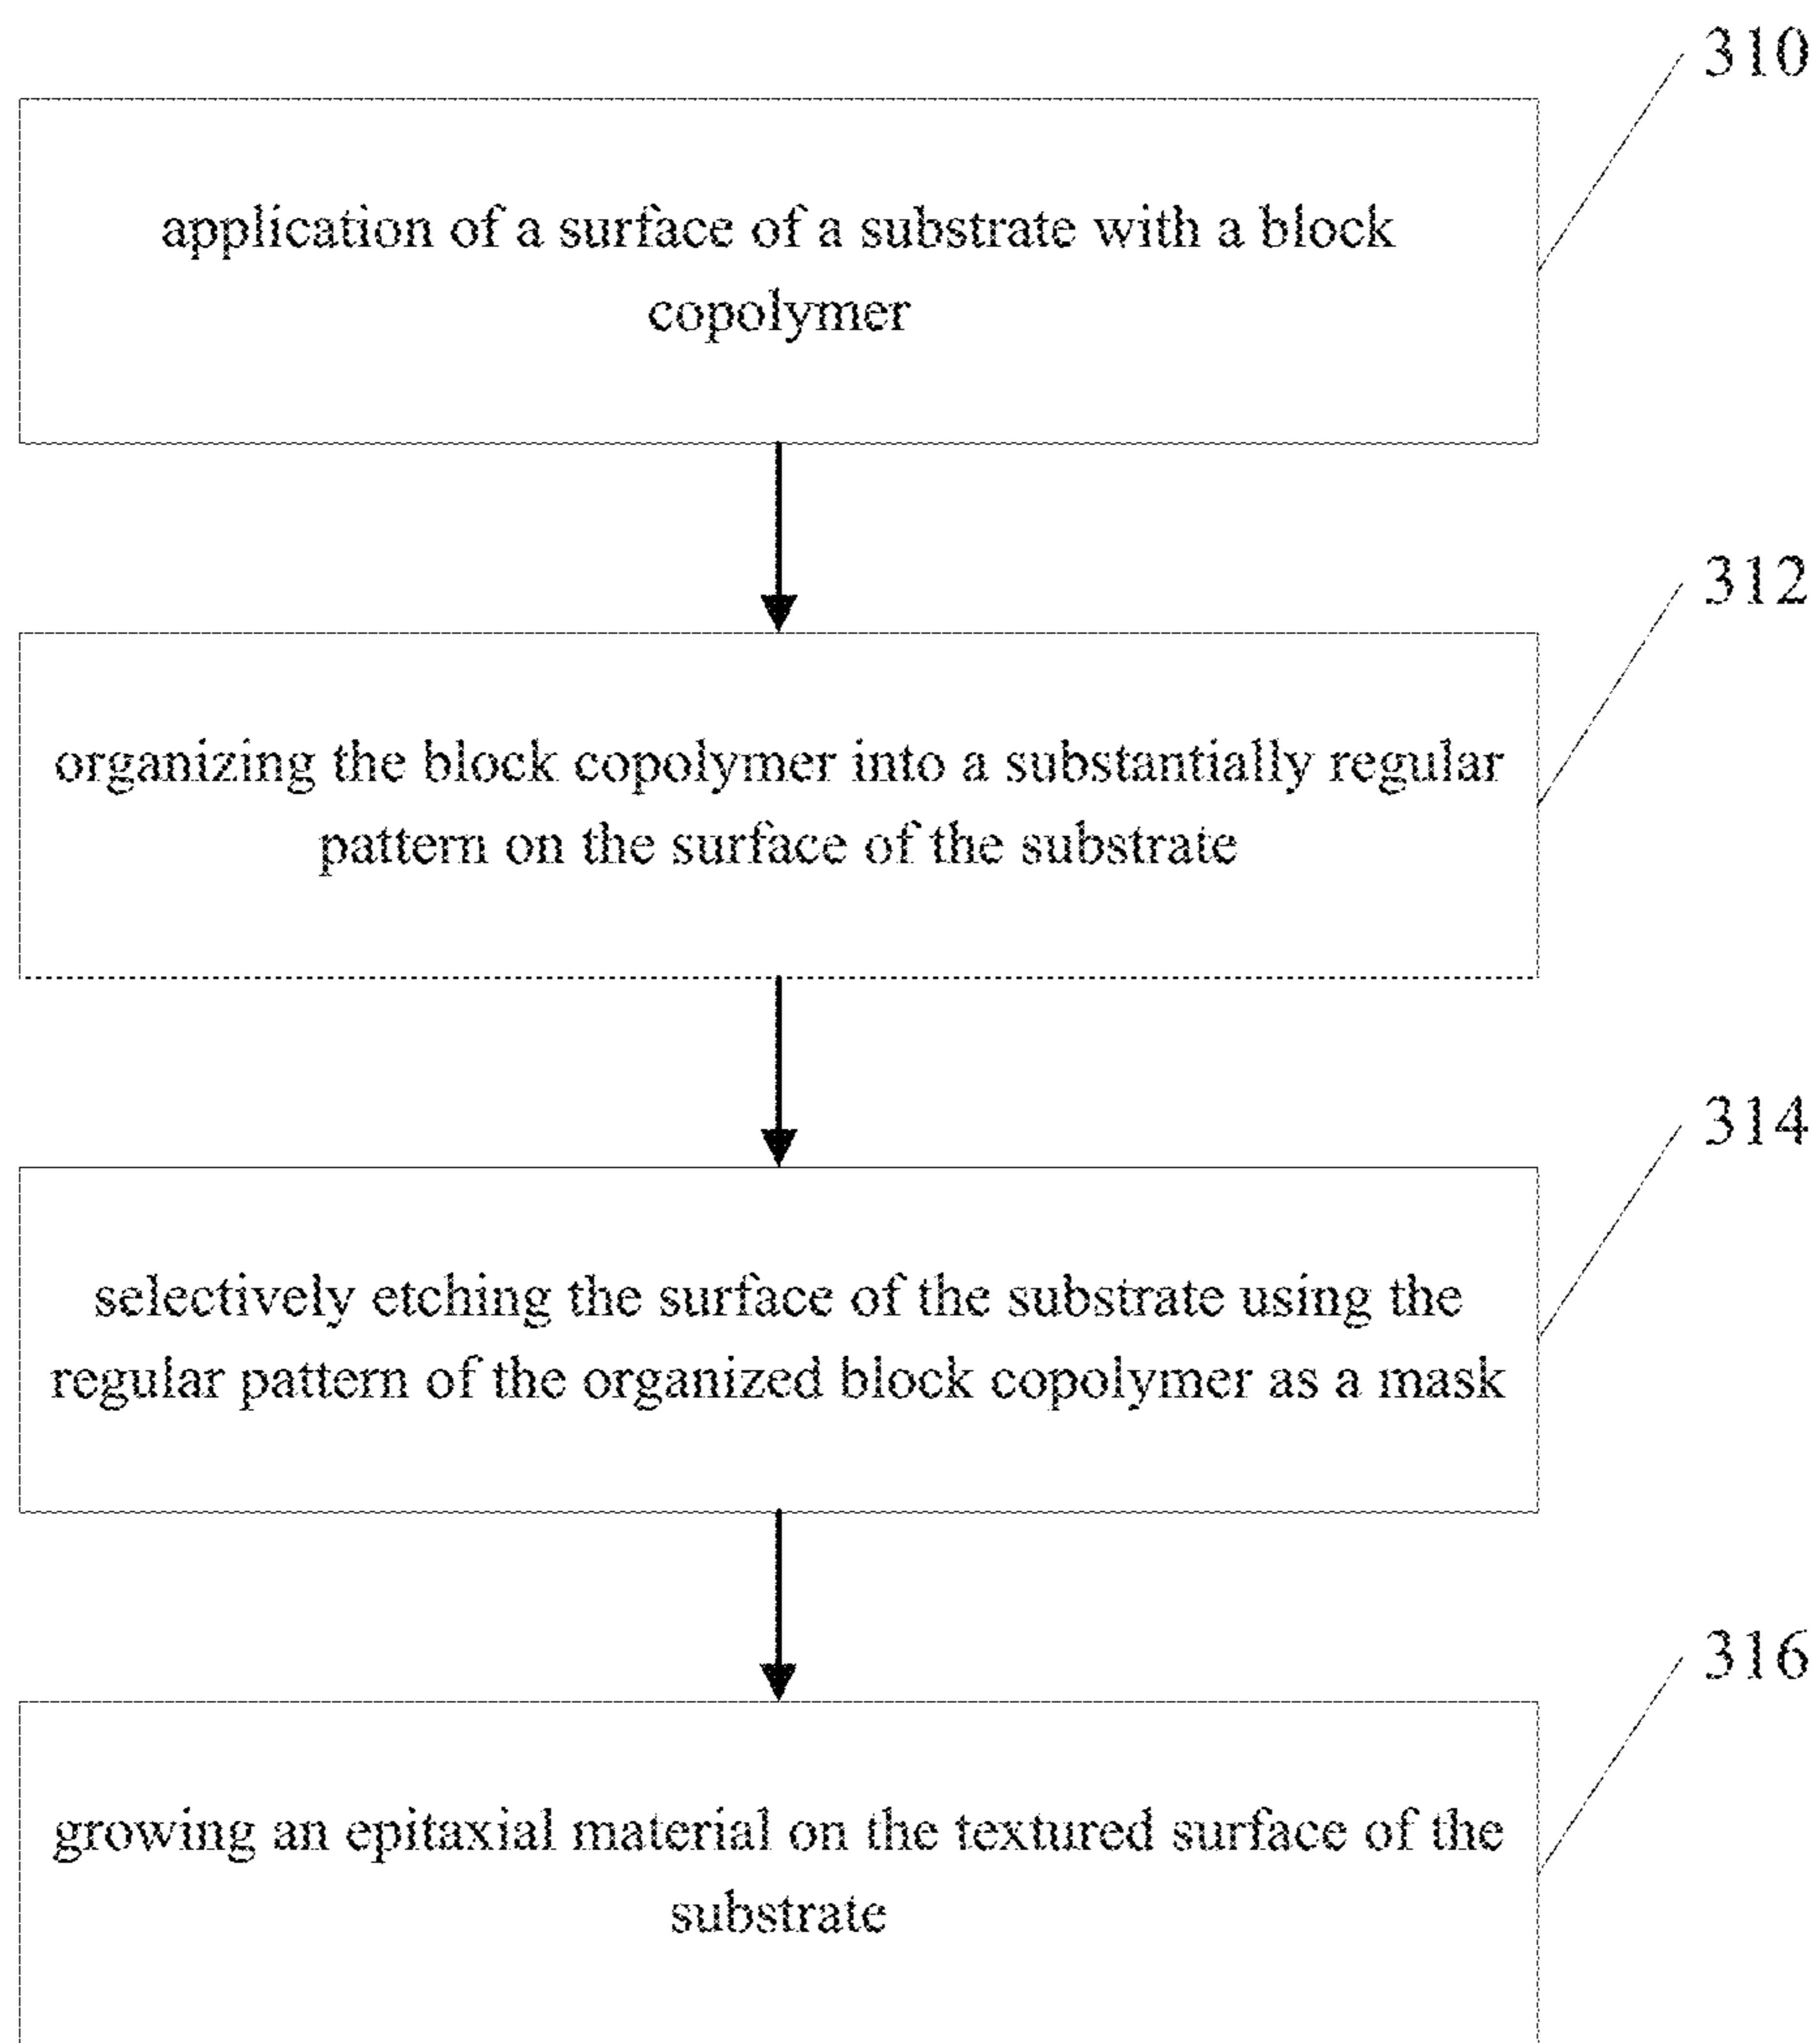 310
application of a surface of a substrate with a block
copolymer
312
organizing the block copolymer into a substantially regular
pattern on the surface of the substrate
314
selectively etching the surface of the substrate using the
regular pattern of the organized block copolymer as a mask
316
growing an epitaxial material on the textured surface of the
substrate